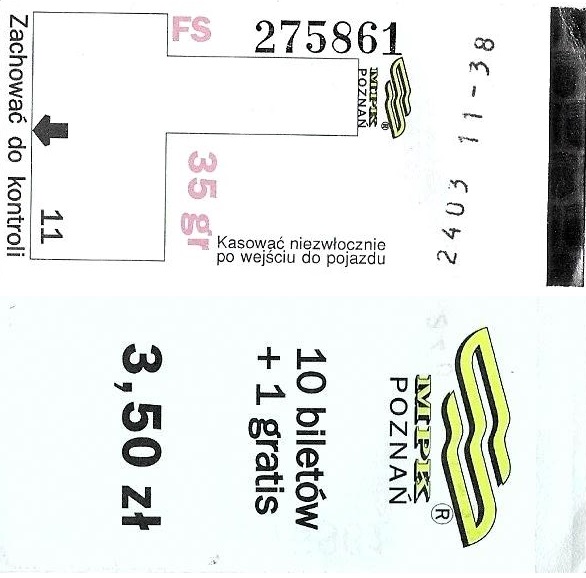 FS
275861
MPK
POZNAŃ
®
35 gr
11
Zachować do kontroli
Kasować niezwłocznie
po wejściu do pojazdu
2403 11-38
MPK
POZNAŃ
®
10 biletów
+ 1 gratis
3,50 zł